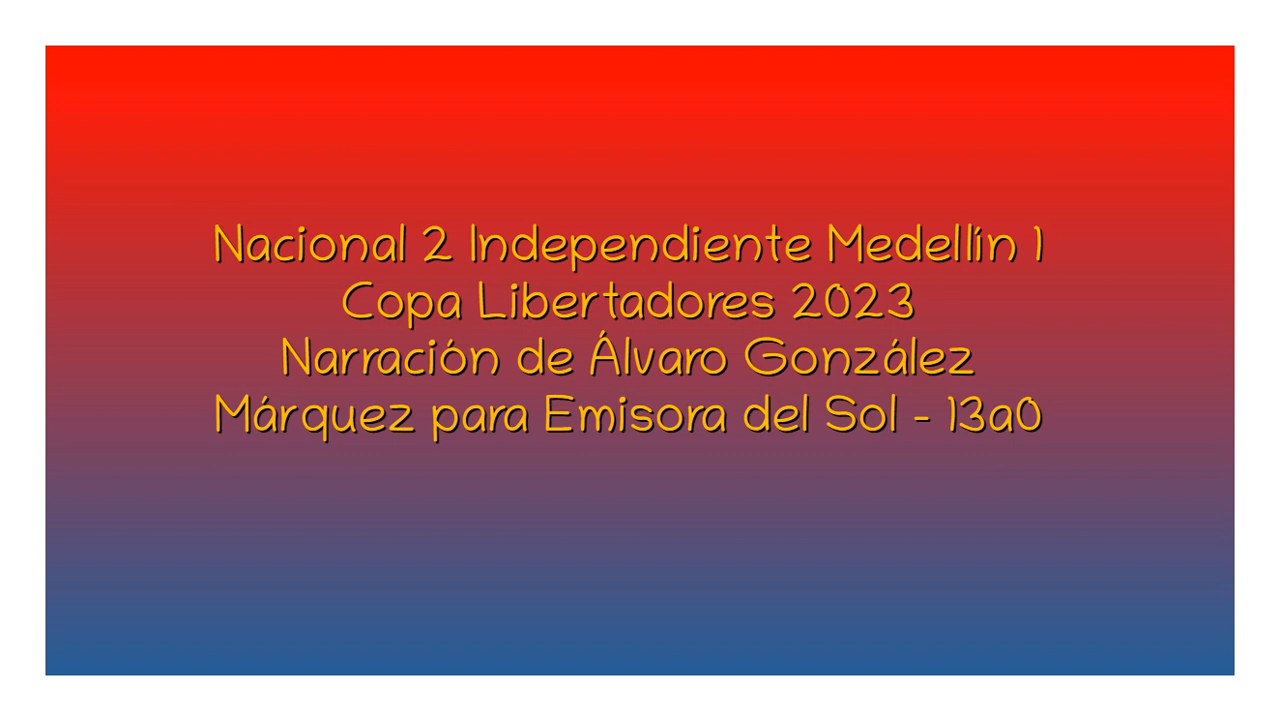 Nacional 2 Independiente Medellín 1
Copa Libertadores 2023
Narración de Álvaro González
Márquez para Emisora del Sol - 13a0